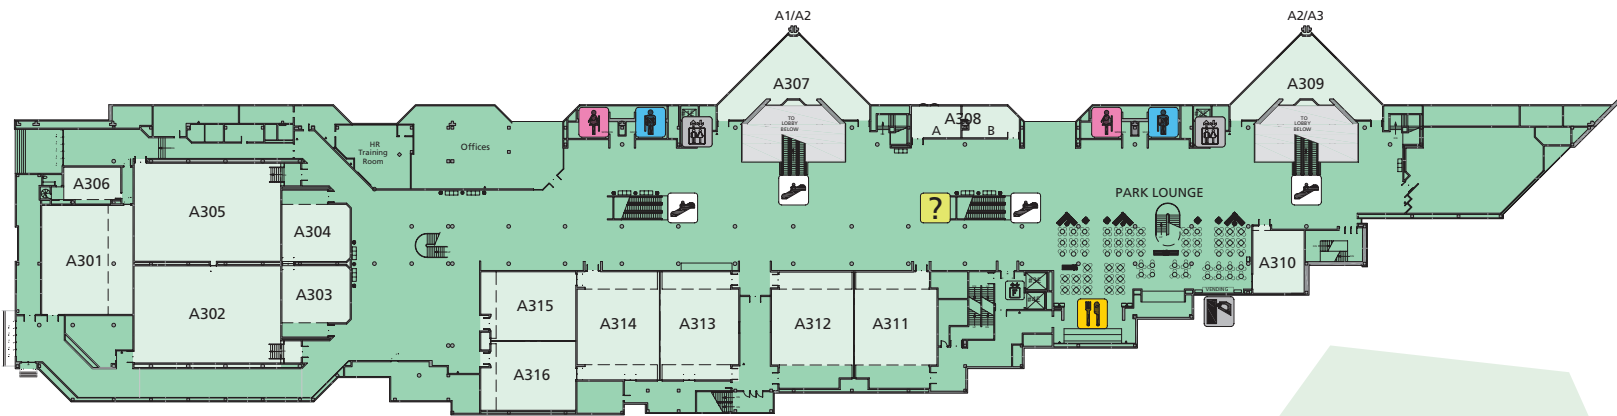 A1/A2
A2/A3
A307
A309
TO
LOBBY
BELOW
TO
LOBBY
BELOW
A308
A
B
HR
Training
Room
Offices
A306
A305
A304
A301
A303
A302
?
PARK LOUNGE
A310
VENDING
A315
A314
A313
A312
A311
A316